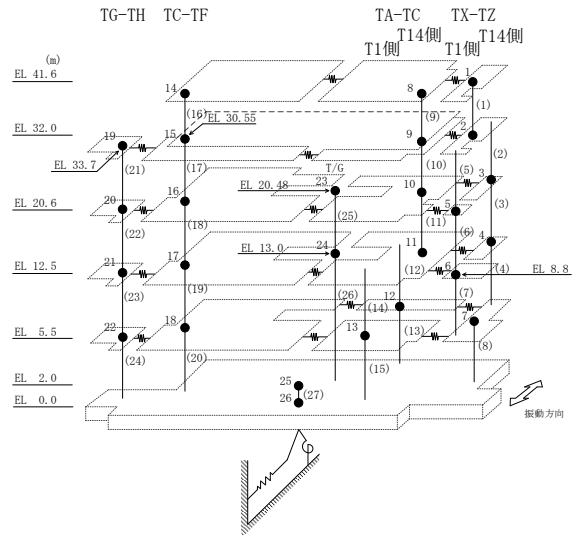 TG-TH TC-TF TA-TC TX-TZ
T14側 T14側
T1側 T1側
(m)
EL 41.6
14 8 1
(16) (9) (1)
EL 30.55
EL 32.0
19 15 9 2
EL 33.7
(21) (17) (10) (2)
T/G
EL 20.48
23 (5) 3
16 10 (3)
EL 20.6
20 (25) (11) 5
(22) (18) (6) 4
EL 13.0
24 11
EL 12.5
21 17 (12) 6 (4)
EL 8.8
(23) (19) (26) (14) 12 (7)
EL 5.5
22 18 13 (13) 7
(24) (20) (15) (8)
EL 2.0
25
(27)
EL 0.0
26
振動方向